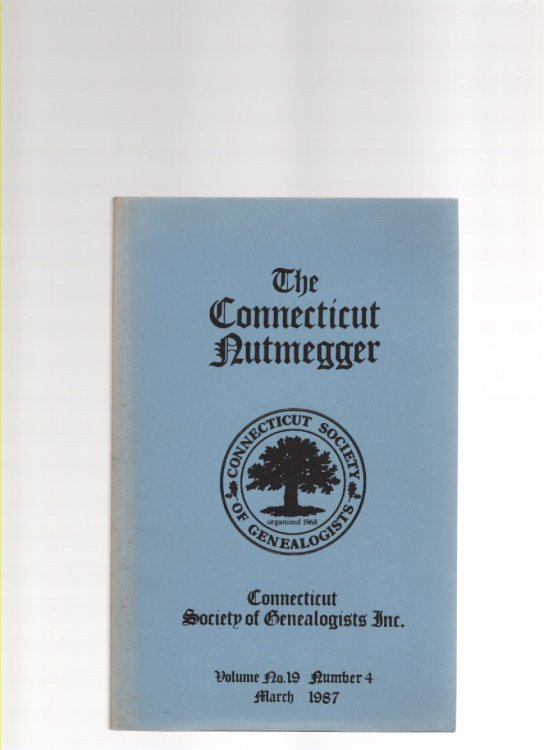 The
Connecticut
Nutmegger
CONNECTICUT SOCIETY
OF GENEALOGISTS
organized 1968
Connecticut
Society of Genealogists Inc.
Volume No. 19 Number 4
March 1987